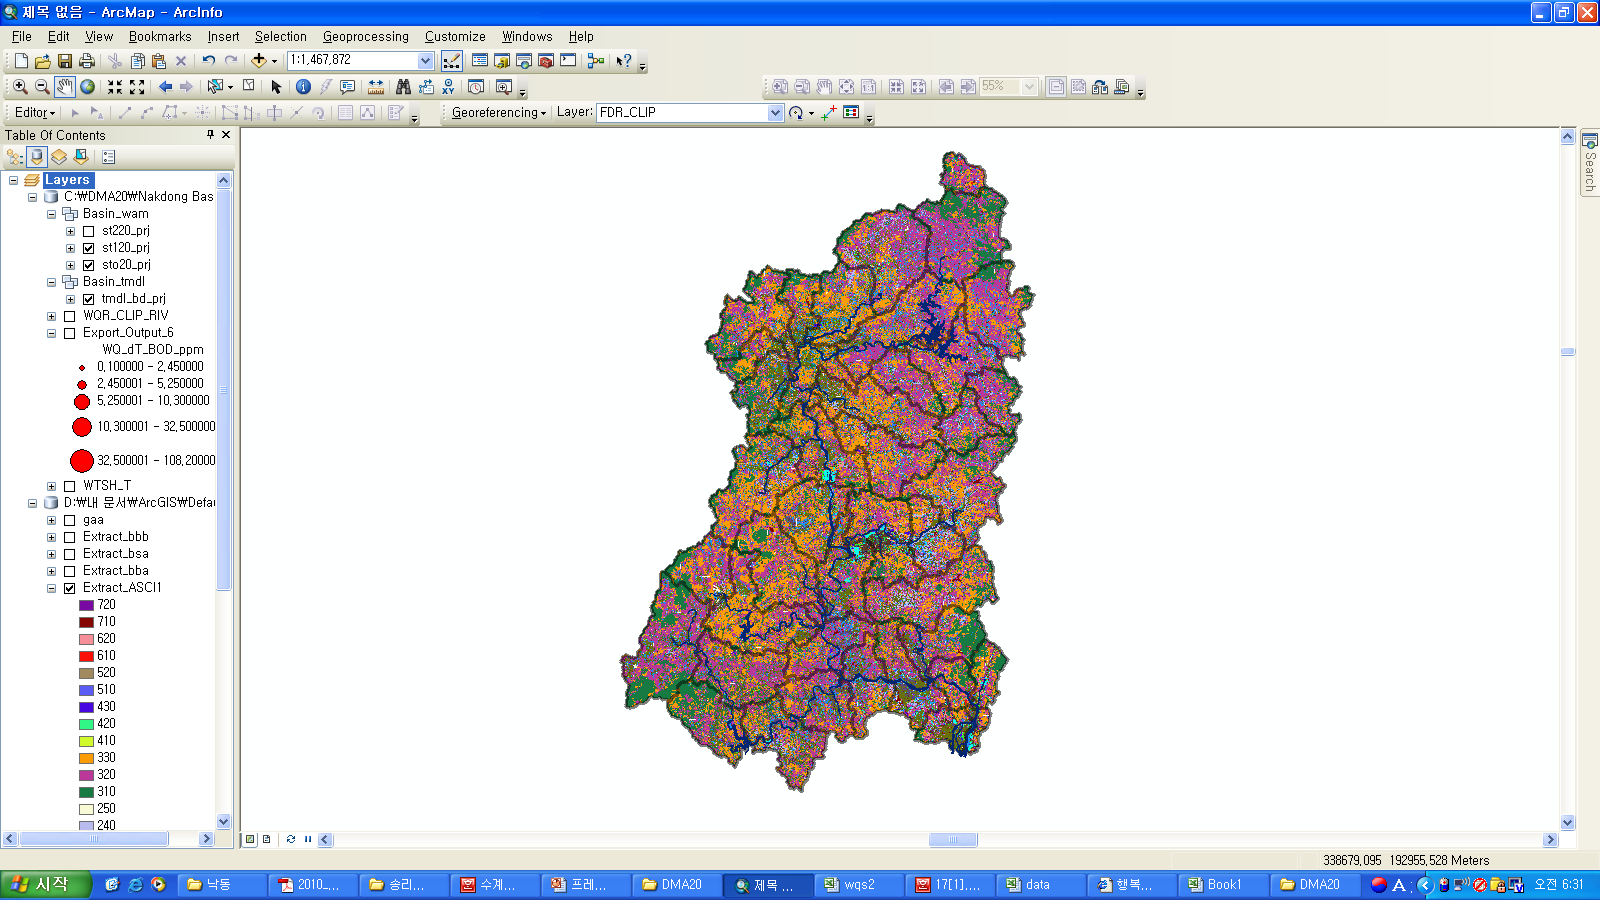 제목 없음 - ArcMap - ArcInfo
File Edit View Bookmarks Insert Selection Geoprocessing Customize Windows Help
1:1,467,872
55%
Editor Georeferencing Layer: FDR_CLIP
Table Of Contents
Layers
C:₩DMA20₩Nakdong Bas
Basin_wam
st220_prj
st120_prj
sto20_prj
Basin_tmdl
tmdl_bd_prj
WQR_CLIP_RIV
Export_Output_6
WQ_dT_BOD_ppm
0,100000 - 2,450000
2,450001 - 5,250000
5,250001 - 10,300000
10,300001 - 32,500000
32,500001 - 108,20000
WTSH_T
D:₩내 문서₩ArcGIS₩Defau
gaa
Extract_bbb
Extract_bsa
Extract_bba
Extract_ASCI1
720
710
620
610
520
510
430
420
410
330
320
310
250
240
Search
338679,095 192955,528 Meters
시작 낙동 2010_... 송리... 수계... 프레... DMA20 제목 ... wqs2 17[1],... data 행복... Book1 DMA20 A 오전 6:31